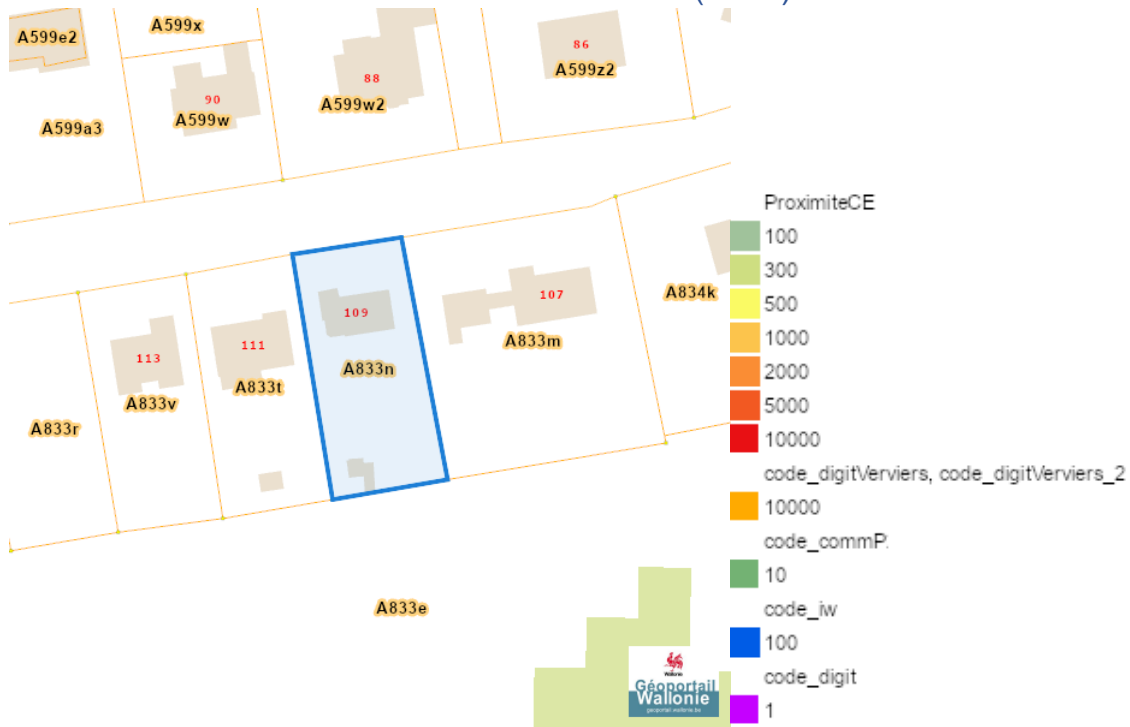 A599x
A599e2
86
A599z2
88
90
A599w2
A599w
A599a3
ProximiteCE
100
300
500
1000
2000
5000
10000
code_digitVerviers, code_digitVerviers_2
10000
code_commP.
10
code_iw
100
code_digit
1
A834k
107
109
A833m
111
113
A833n
A833t
A833v
A833r
A833e
Wallonie
Géoportail
Wallonie
geoportail.wallonie.be